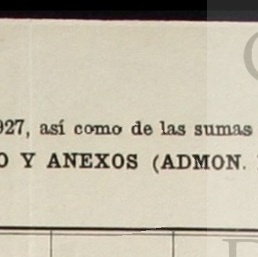 927, así como de las sumas
O Y ANEXOS (ADMON.